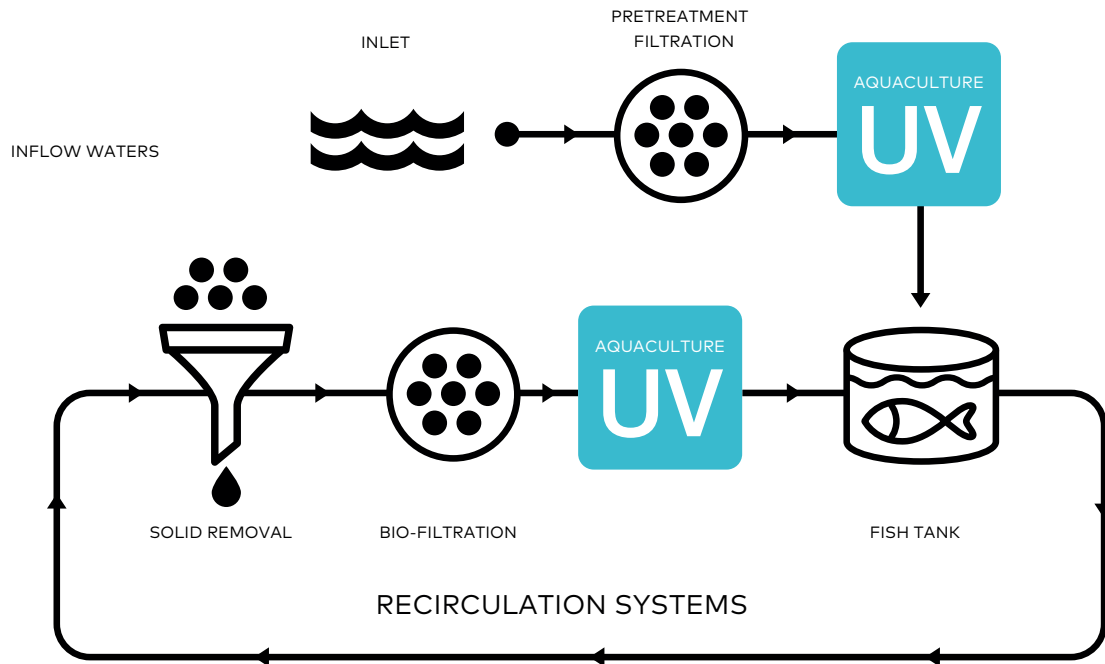 PRETREATMENT
FILTRATION
INLET
AQUACULTURE
UV
INFLOW WATERS
AQUACULTURE
UV
SOLID REMOVAL
BIO-FILTRATION
FISH TANK
RECIRCULATION SYSTEMS